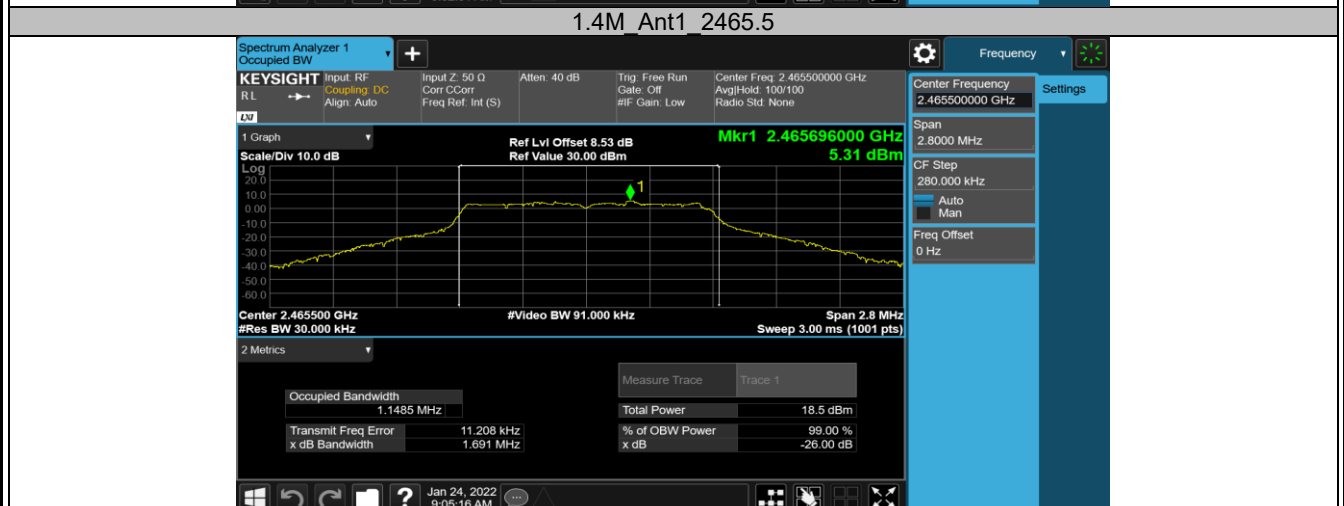 1.4M_Ant1_2465.5
Spectrum Analyzer 1
Occupied BW
Frequency
KEYSIGHT
R L
LXI
Input: RF
Coupling: DC
Align: Auto
Input Z: 50 Ω
Corr CCorr
Freq Ref: Int (S)
Atten: 40 dB
Trig: Free Run
Gate: Off
#IF Gain: Low
Center Freq: 2.465500000 GHz
Avg|Hold: 100/100
Radio Std: None
Center Frequency
2.465500000 GHz
Settings
Span
2.8000 MHz
CF Step
280.000 kHz
Auto
Man
Freq Offset
0 Hz
1 Graph
Scale/Div 10.0 dB
Ref Lvl Offset 8.53 dB
Ref Value 30.00 dBm
Mkr1 2.465696000 GHz
5.31 dBm
Log
20.0
10.0
0.00
-10.0
-20.0
-30.0
-40.0
-50.0
-60.0
1
Center 2.465500 GHz
#Video BW 91.000 kHz
Span 2.8 MHz
#Res BW 30.000 kHz
Sweep 3.00 ms (1001 pts)
2 Metrics
Measure Trace
Trace 1
Occupied Bandwidth
1.1485 MHz
Total Power
18.5 dBm
Transmit Freq Error
11.208 kHz
% of OBW Power
99.00 %
x dB Bandwidth
1.691 MHz
x dB
-26.00 dB
Jan 24, 2022
9:05:16 AM